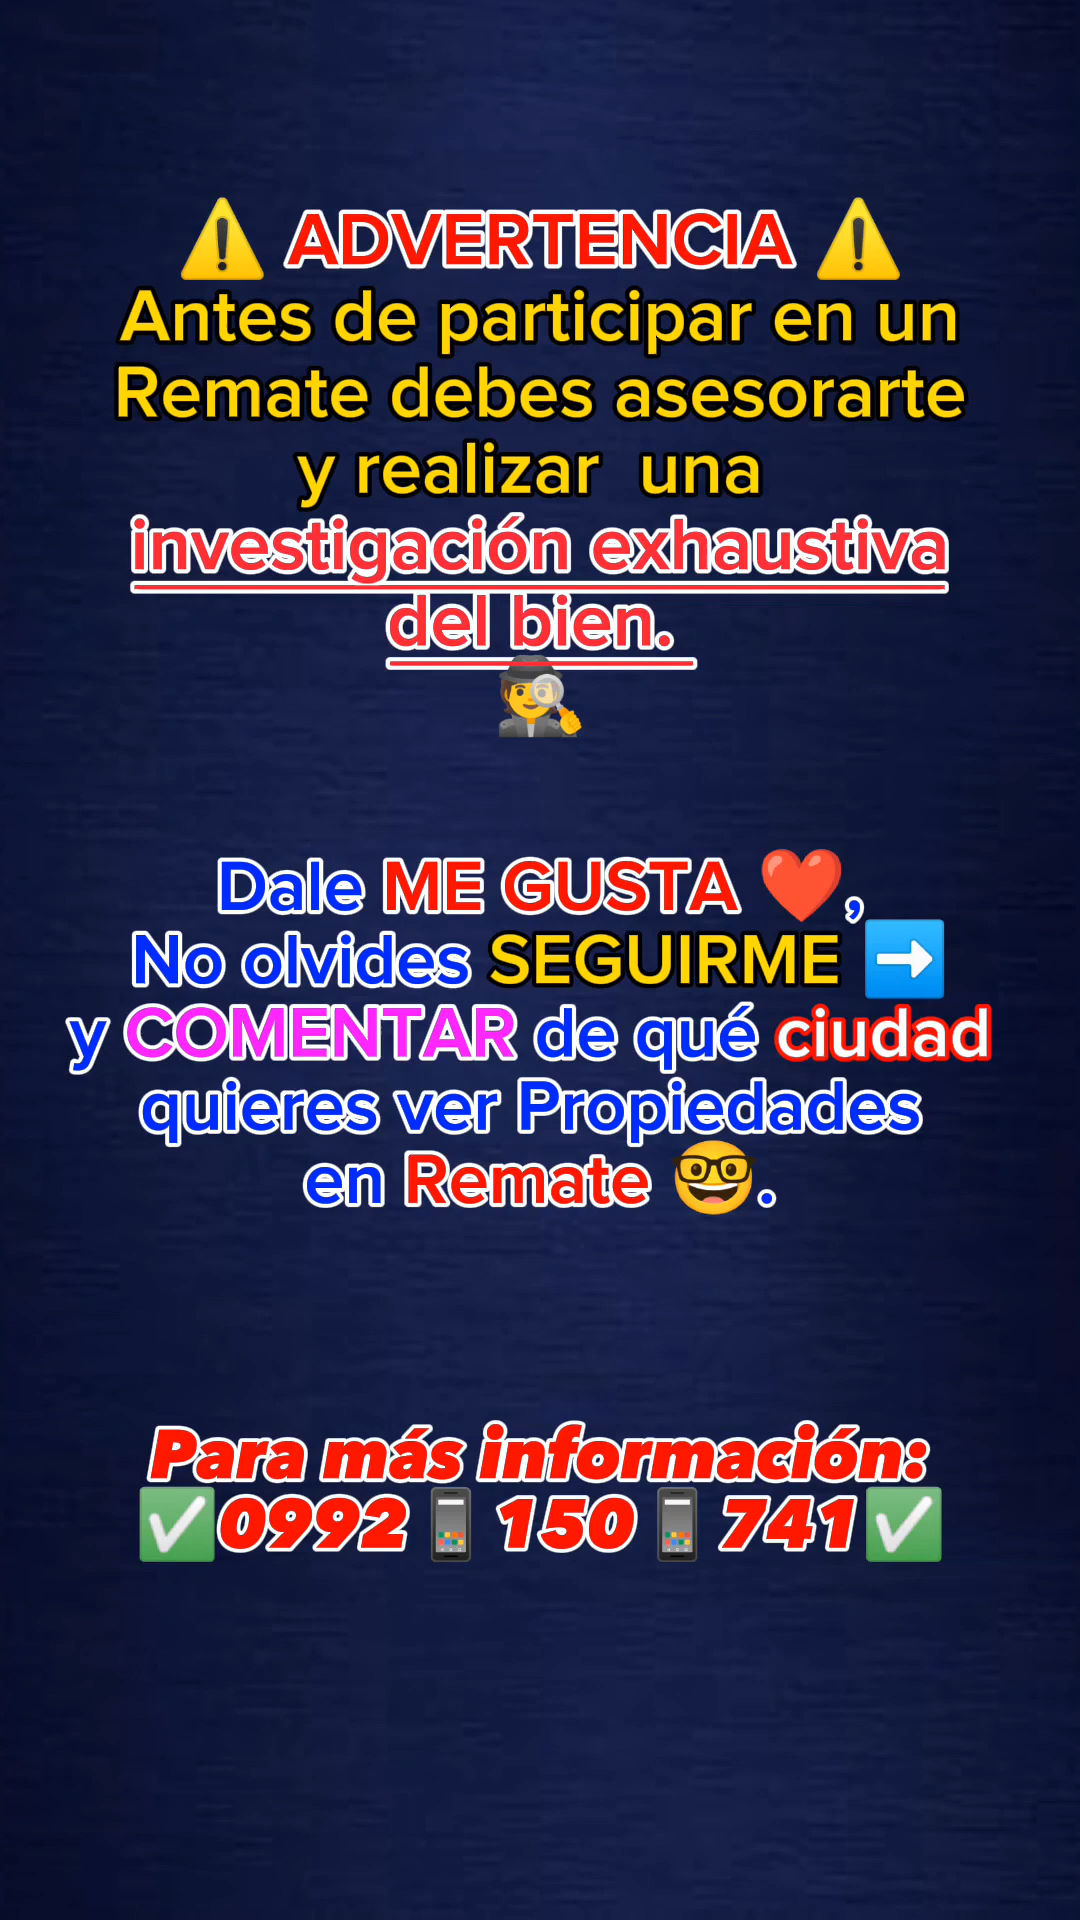 ⚠️ ADVERTENCIA ⚠️
Antes de participar en un
Remate debes asesorarte
y realizar una
investigación exhaustiva
del bien.
🕵️
Dale ME GUSTA ❤️,
No olvides SEGUIRME ➡️
y COMENTAR de qué ciudad
quieres ver Propiedades
en Remate 🤓.
Para más información:
✅0992📱150📱741✅